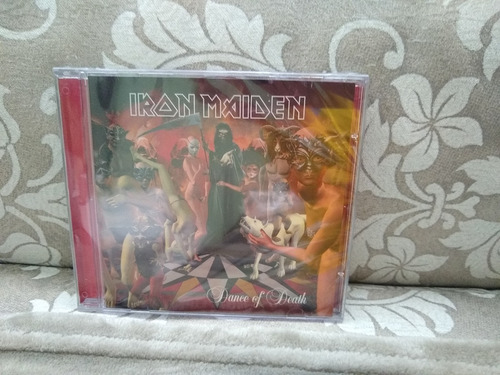 IRON MAIDEN
Dance of Death